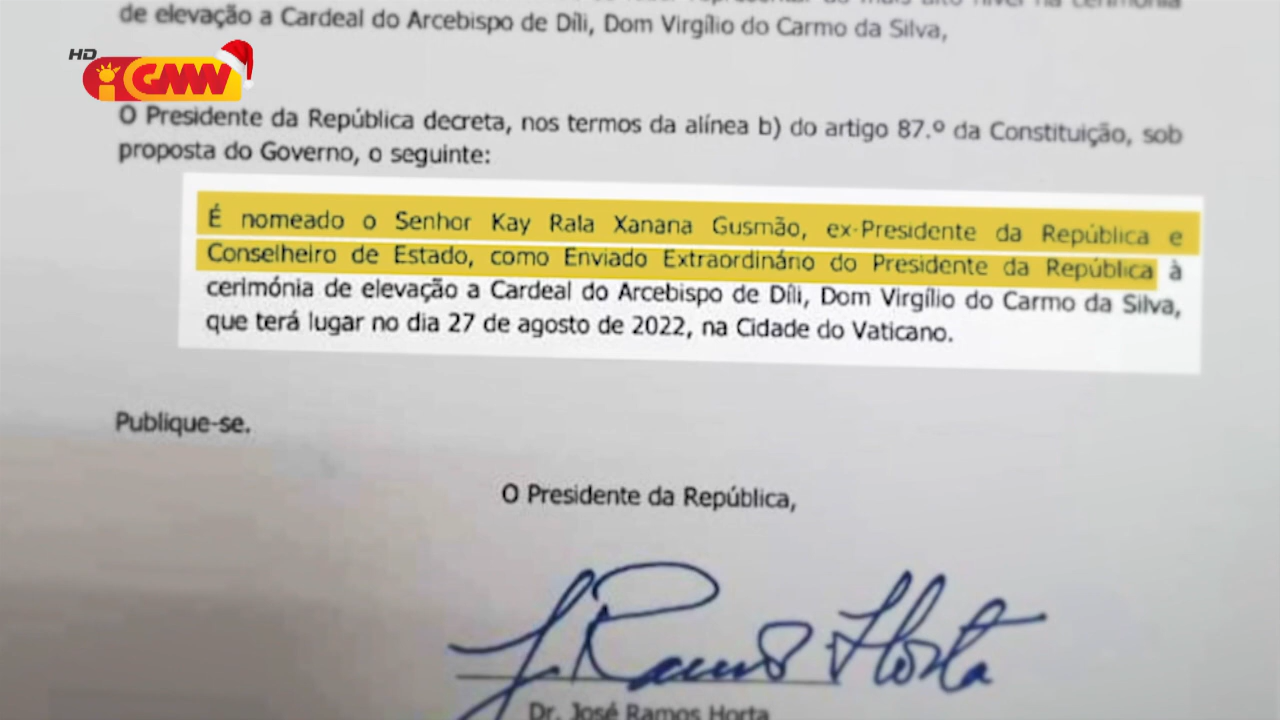 de elevação a Cardeal do Arcebispo de Díli, Dom Virgílio do Carmo da Silva,
HD
GMN
O Presidente da República decreta, nos termos da alínea b) do artigo 87.º da Constituição, sob
proposta do Governo, o seguinte:
É nomeado o Senhor Kay Rala Xanana Gusmão, ex-Presidente da República e
Conselheiro de Estado, como Enviado Extraordinário do Presidente da República à
cerimónia de elevação a Cardeal do Arcebispo de Díli, Dom Virgílio do Carmo da Silva,
que terá lugar no dia 27 de agosto de 2022, na Cidade do Vaticano.
Publique-se.
O Presidente da República,
J. Ramos Horta
Dr. José Ramos Horta